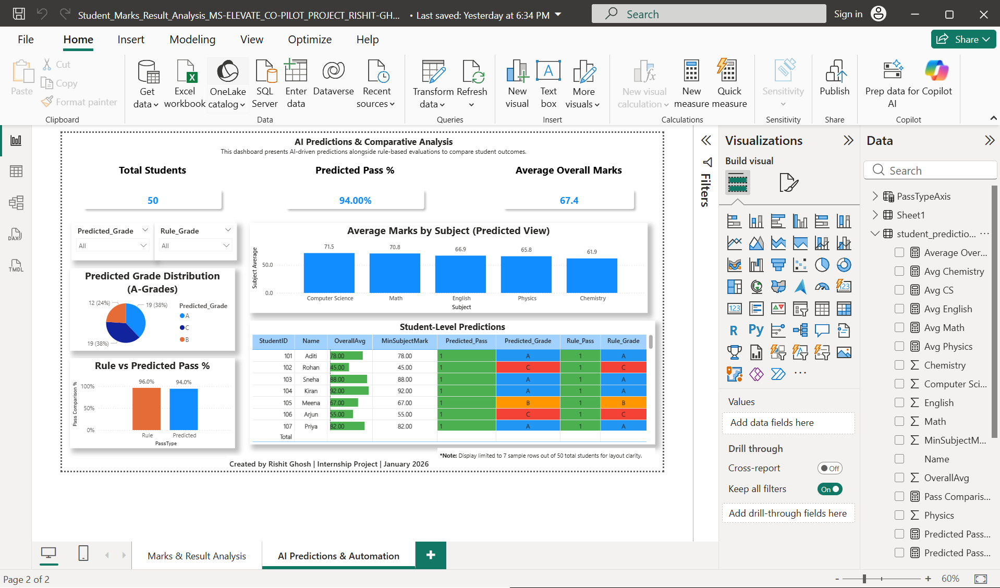 Student_Marks_Result_Analysis_MS-ELEVATE_CO-PILOT_PROJECT_RISHIT-GH... • Last saved: Yesterday at 6:34 PM
Search
Sign in
File Home Insert Modeling View Optimize Help
Share
Paste
Cut
Copy
Format painter
Clipboard
Get data
Excel workbook
OneLake catalog
SQL Server
Enter data
Dataverse
Recent sources
Data
Transform data
Refresh
Queries
New visual
Text box
More visuals
Insert
New visual calculation
New measure
Quick measure
Calculations
Sensitivity
Sensitivity
Publish
Share
Prep data for AI
Copilot
Copilot
DAX
TMDL
AI Predictions & Comparative Analysis
This dashboard presents AI-driven predictions alongside rule-based evaluations to compare student outcomes.
Total Students
50
Predicted Pass %
94.00%
Average Overall Marks
67.4
Predicted_Grade
All
Rule_Grade
All
Predicted Grade Distribution
(A-Grades)
12 (24%)
19 (38%)
19 (38%)
Predicted_Grade
A
C
B
Rule vs Predicted Pass %
Pass Comparison %
100%
50%
0%
96.0%
94.0%
Rule
Predicted
PassType
Average Marks by Subject (Predicted View)
Subject Average
50.0
0.0
71.5
70.8
66.9
65.8
61.9
Computer Science
Math
English
Physics
Chemistry
Subject
Student-Level Predictions
StudentID Name OverallAvg MinSubjectMark Predicted_Pass Predicted_Grade Rule_Pass Rule_Grade
101 Aditi 78.00 78.00 1 A 1 A
102 Rohan 45.00 45.00 1 C 1 C
103 Sneha 88.00 88.00 1 A 1 A
104 Kiran 92.00 92.00 1 A 1 A
105 Meena 67.00 67.00 1 B 1 B
106 Arjun 55.00 55.00 1 C 1 C
107 Priya 82.00 82.00 1 A 1 A
Total
*Note: Display limited to 7 sample rows out of 50 total students for layout clarity.
Created by Rishit Ghosh | Internship Project | January 2026
Filters
Visualizations
Build visual
123
123
R
Py
...
Values
Add data fields here
Drill through
Cross-report
Off
Keep all filters
On
Add drill-through fields here
Data
Search
PassTypeAxis
Sheet1
student_predictio... ...
Average Over...
Avg Chemistry
Avg CS
Avg English
Avg Math
Avg Physics
Chemistry
Computer Sci...
English
Math
MinSubjectM...
Name
OverallAvg
Pass Comparis...
Physics
Predicted Pass...
Predicted Pass...
Marks & Result Analysis
AI Predictions & Automation
+
Page 2 of 2
- + 60%